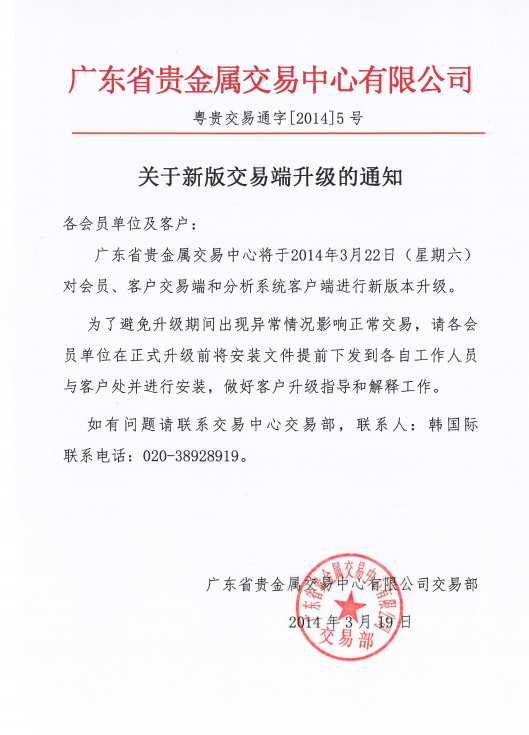 广东省贵金属交易中心有限公司
粤贵交易通字[2014]5 号
关于新版交易端升级的通知
各会员单位及客户：
广东省贵金属交易中心将于2014年3月22日（星期六）
对会员、客户交易端和分析系统客户端进行新版本升级。
为了避免升级期间出现异常情况影响正常交易，请各会
员单位在正式升级前将安装文件提前下发到各自工作人员
与客户处并进行安装，做好客户升级指导和解释工作。
如有问题请联系交易中心交易部，联系人：韩国际
联系电话：020-38928919。
广东省贵金属交易中心有限公司交易部
2014 年 3 月 19 日
广东省贵金属交易中心有限公司
交易部